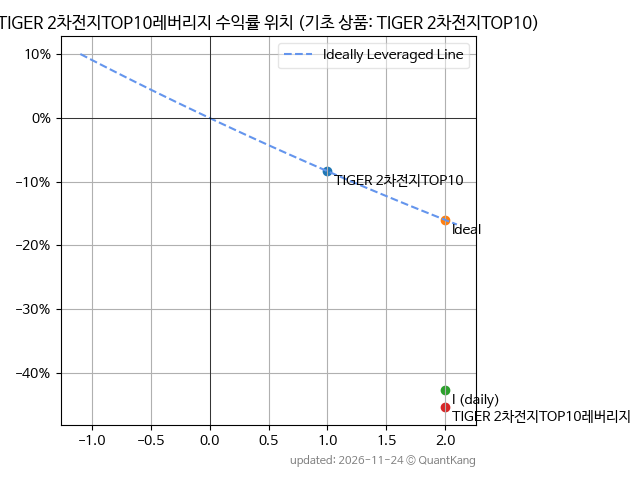 TIGER 2차전지TOP10레버리지 수익률 위치 (기초 상품: TIGER 2차전지TOP10)
Ideally Leveraged Line
10%
0%
−10%
−20%
−30%
−40%
TIGER 2차전지TOP10
Ideal
l (daily)
TIGER 2차전지TOP10레버리지
−1.0
−0.5
0.0
0.5
1.0
1.5
2.0
updated: 2026-11-24 © QuantKang